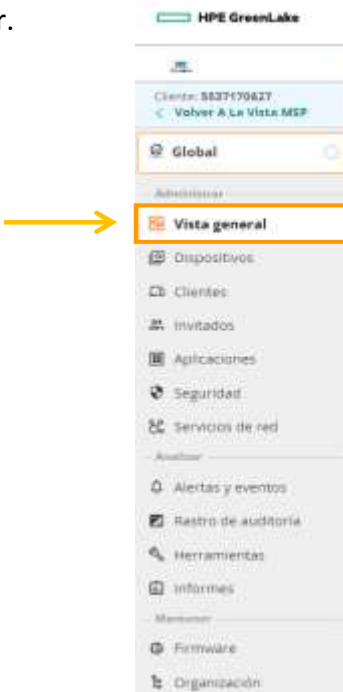 r.
HPE GreenLake
Cliente: 5537170627
< Volver A La Vista MSP
Global
Administrar
Vista general
Dispositivos
Clientes
Invitados
Aplicaciones
Seguridad
Servicios de red
Analizar
Alertas y eventos
Rastro de auditoría
Herramientas
Informes
Mantener
Firmware
Organización